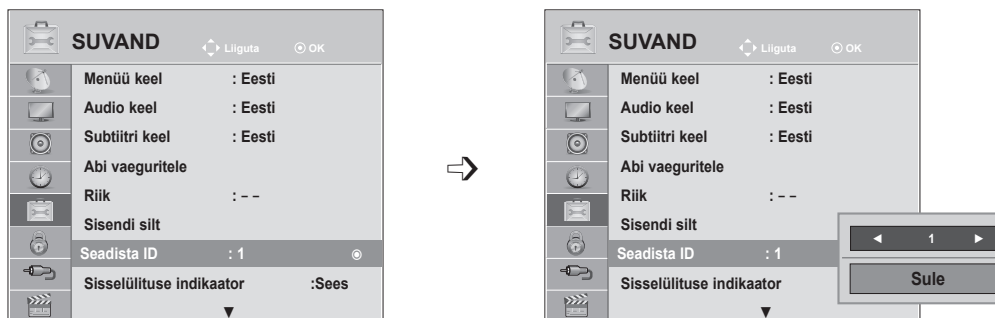 SUVAND Liiguta OK
Menüü keel : Eesti
Audio keel : Eesti
Subtiitri keel : Eesti
Abi vaeguritele
Riik : – –
Sisendi silt
Seadista ID : 1
Sisselülituse indikaator :Sees
SUVAND Liiguta OK
Menüü keel : Eesti
Audio keel : Eesti
Subtiitri keel : Eesti
Abi vaeguritele
Riik : – –
Sisendi silt
Seadista ID : 1
Sisselülituse indikaator
◄ 1 ►
Sule